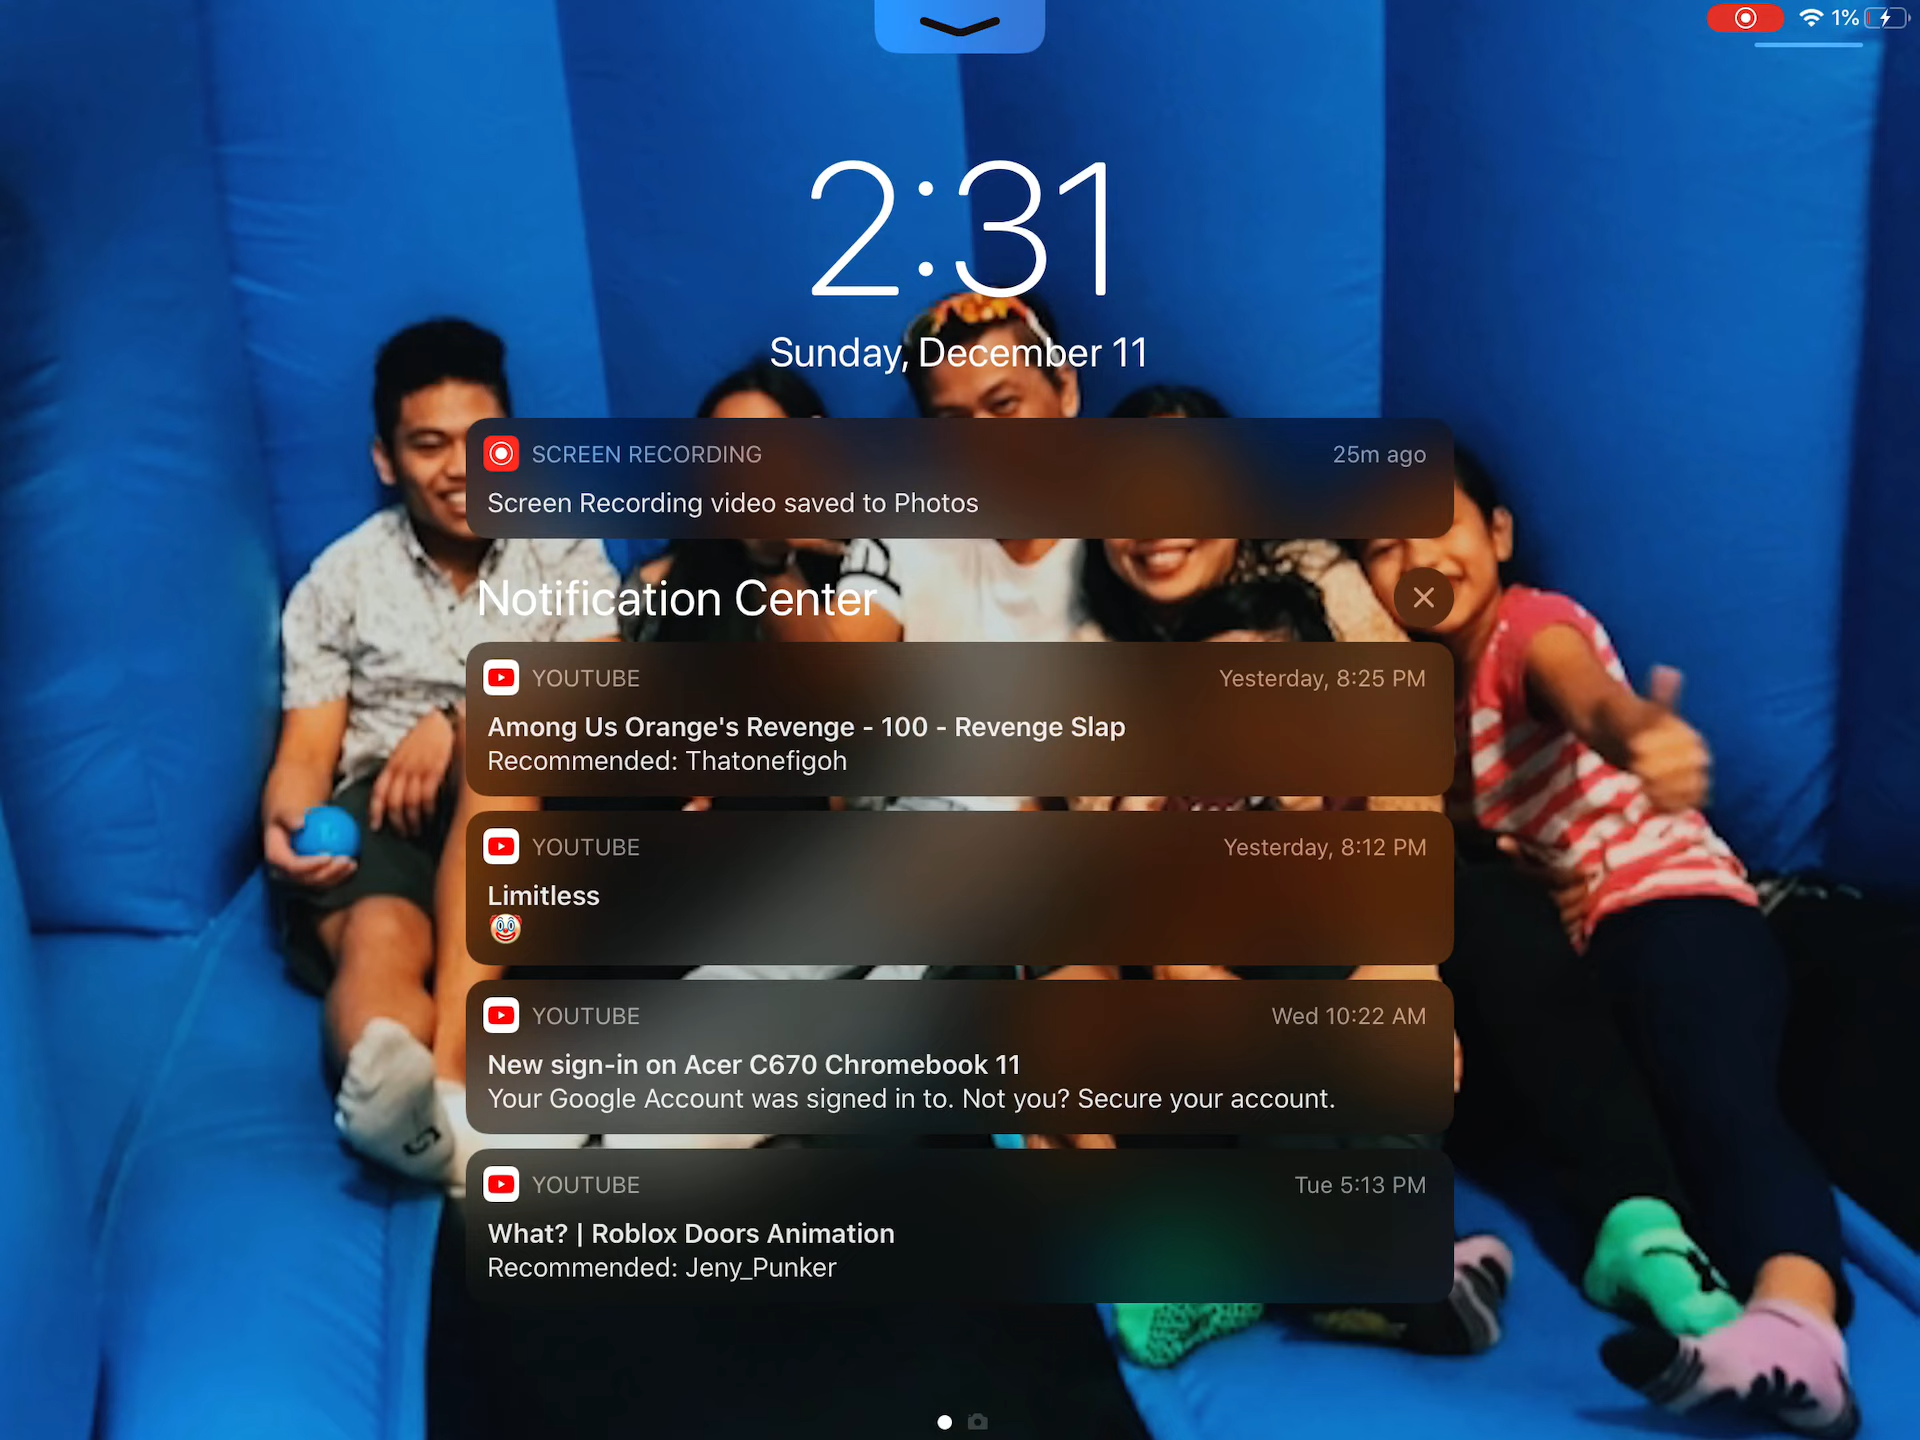 1%
2:31
Sunday, December 11
SCREEN RECORDING 25m ago
Screen Recording video saved to Photos
Notification Center
YOUTUBE Yesterday, 8:25 PM
Among Us Orange's Revenge - 100 - Revenge Slap
Recommended: Thatonefigoh
YOUTUBE Yesterday, 8:12 PM
Limitless
🤡
YOUTUBE Wed 10:22 AM
New sign-in on Acer C670 Chromebook 11
Your Google Account was signed in to. Not you? Secure your account.
YOUTUBE Tue 5:13 PM
What? | Roblox Doors Animation
Recommended: Jeny_Punker